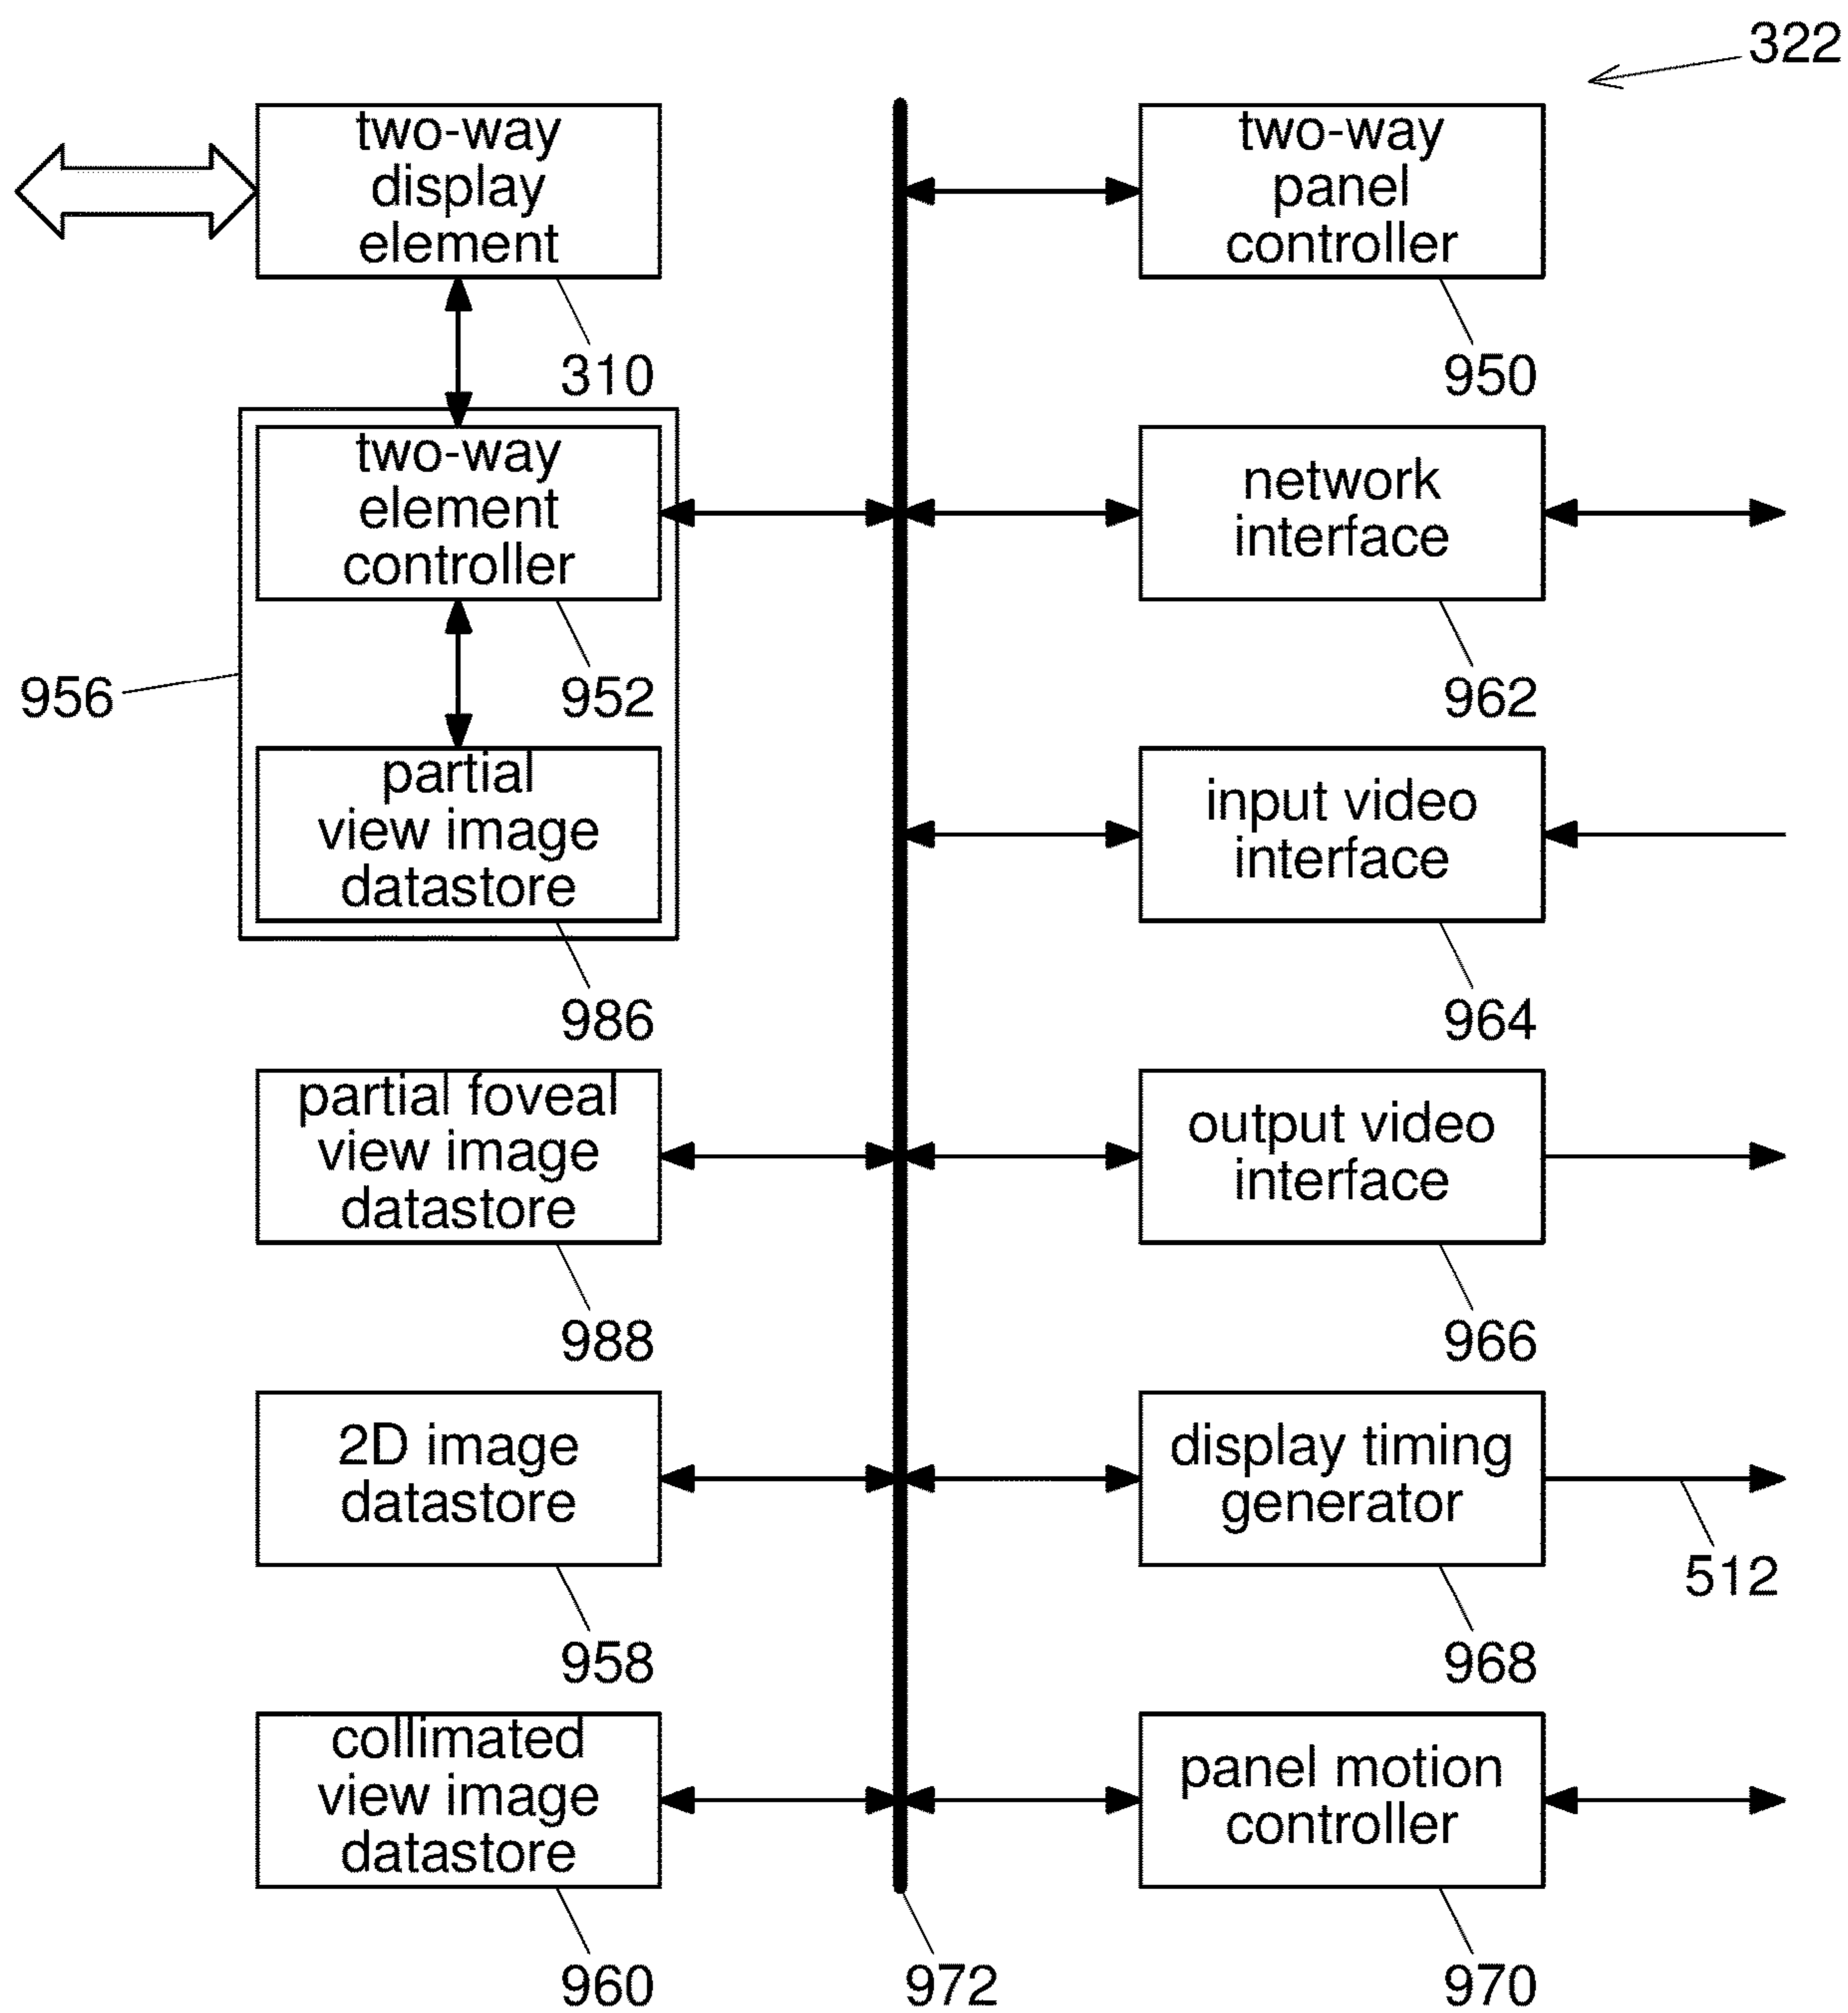 322
two-way
display
element
310
two-way
panel
controller
950
956
two-way
element
controller
952
network
interface
962
partial
view image
datastore
986
input video
interface
964
partial foveal
view image
datastore
988
output video
interface
966
2D image
datastore
958
display timing
generator
968
512
collimated
view image
datastore
960
972
panel motion
controller
970